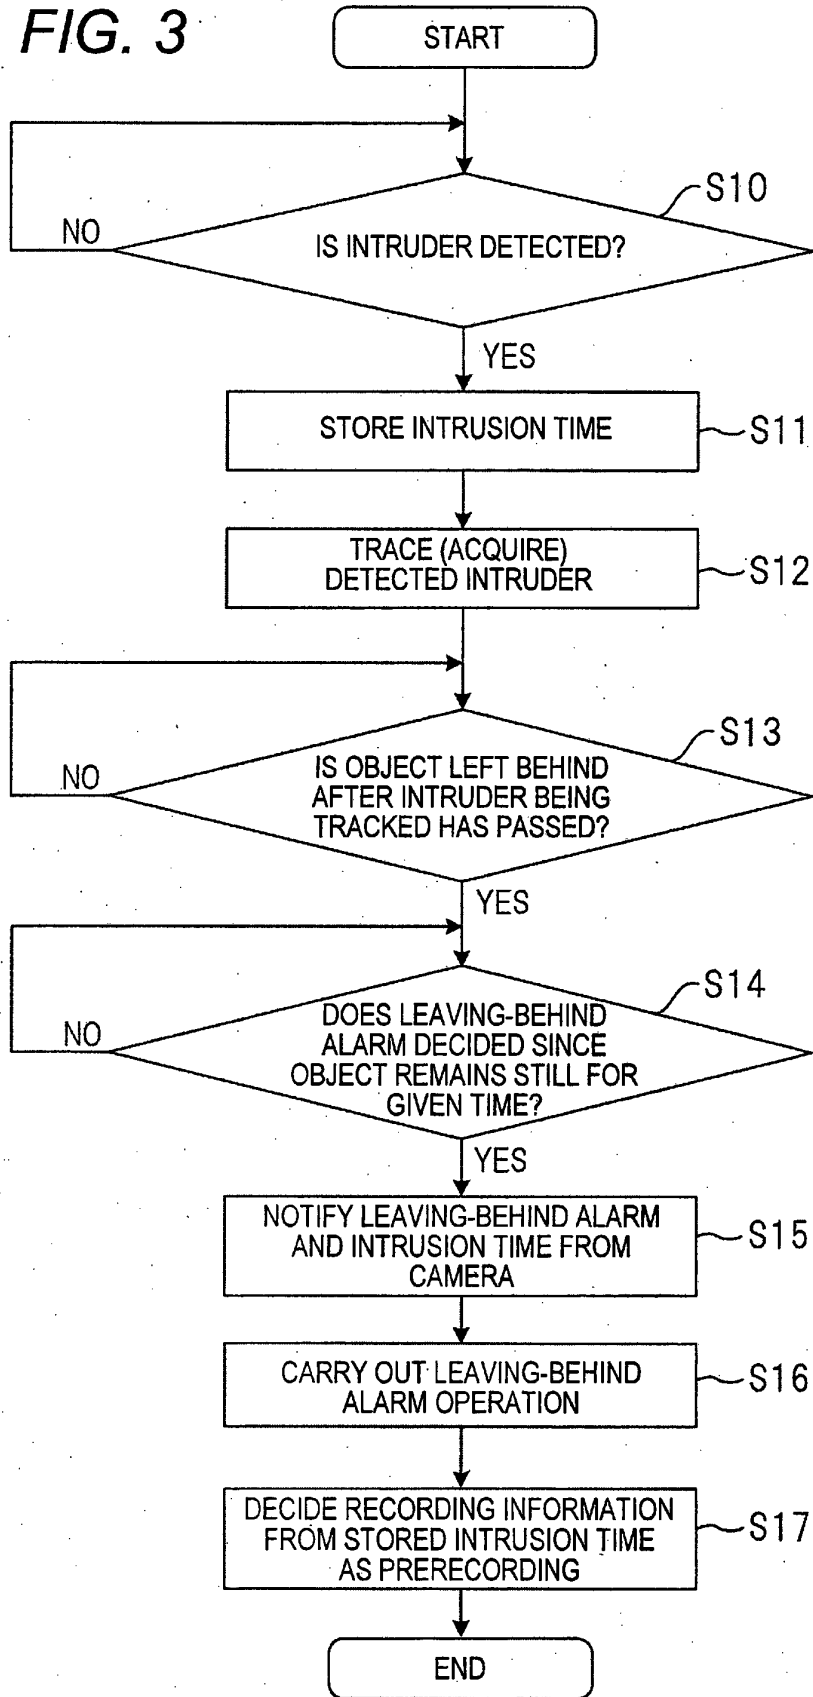 FIG. 3
START
S10
NO
IS INTRUDER DETECTED?
YES
STORE INTRUSION TIME
S11
TRACE (ACQUIRE)
DETECTED INTRUDER
S12
S13
NO
IS OBJECT LEFT BEHIND
AFTER INTRUDER BEING
TRACKED HAS PASSED?
YES
S14
NO
DOES LEAVING-BEHIND
ALARM DECIDED SINCE
OBJECT REMAINS STILL FOR
GIVEN TIME?
YES
NOTIFY LEAVING-BEHIND ALARM
AND INTRUSION TIME FROM
CAMERA
S15
CARRY OUT LEAVING-BEHIND
ALARM OPERATION
S16
DECIDE RECORDING INFORMATION
FROM STORED INTRUSION TIME
AS PRERECORDING
S17
END